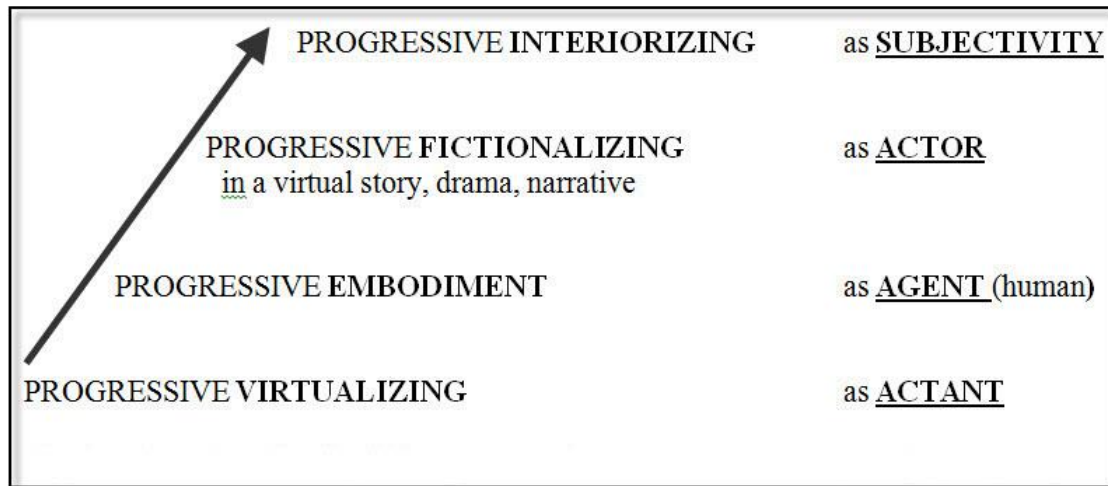 PROGRESSIVE INTERIORIZING as SUBJECTIVITY
PROGRESSIVE FICTIONALIZING as ACTOR
in a virtual story, drama, narrative
PROGRESSIVE EMBODIMENT as AGENT (human)
PROGRESSIVE VIRTUALIZING as ACTANT